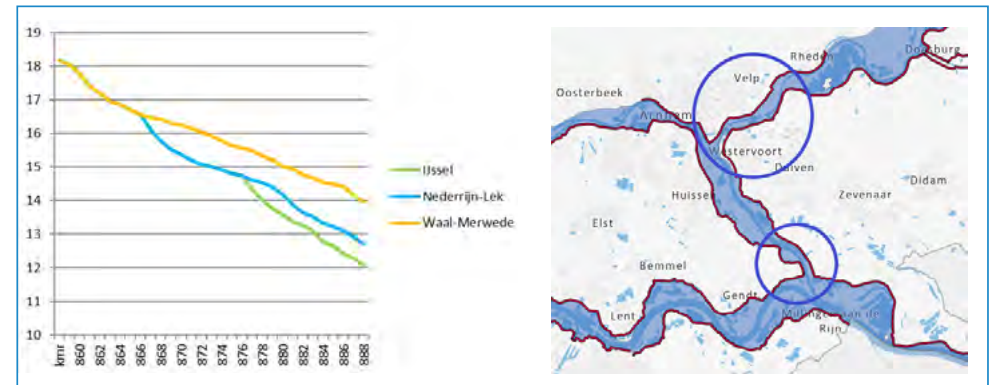 19
18
17
16
15
14
13
12
11
10
kmr
860
862
864
866
868
870
872
874
876
878
880
882
884
886
888
IJssel
Nederrijn-Lek
Waal-Merwede
Rheden
Doesburg
Velp
Oosterbeek
Arnhem
Westervoort
Duiven
Huissen
Didam
Zevenaar
Elst
Bemmel
Gendt
Lent
Millingen aan de
Rijn